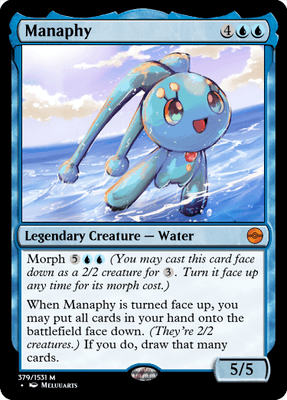 Manaphy 4
Legendary Creature — Water
Morph 5 (You may cast this card face
down as a 2/2 creature for 3. Turn it face up
any time for its morph cost.)
When Manaphy is turned face up, you
may put all cards in your hand onto the
battlefield face down. (They're 2/2
creatures.) If you do, draw that many
cards.
5/5
379/1531 M
• Meluuarts